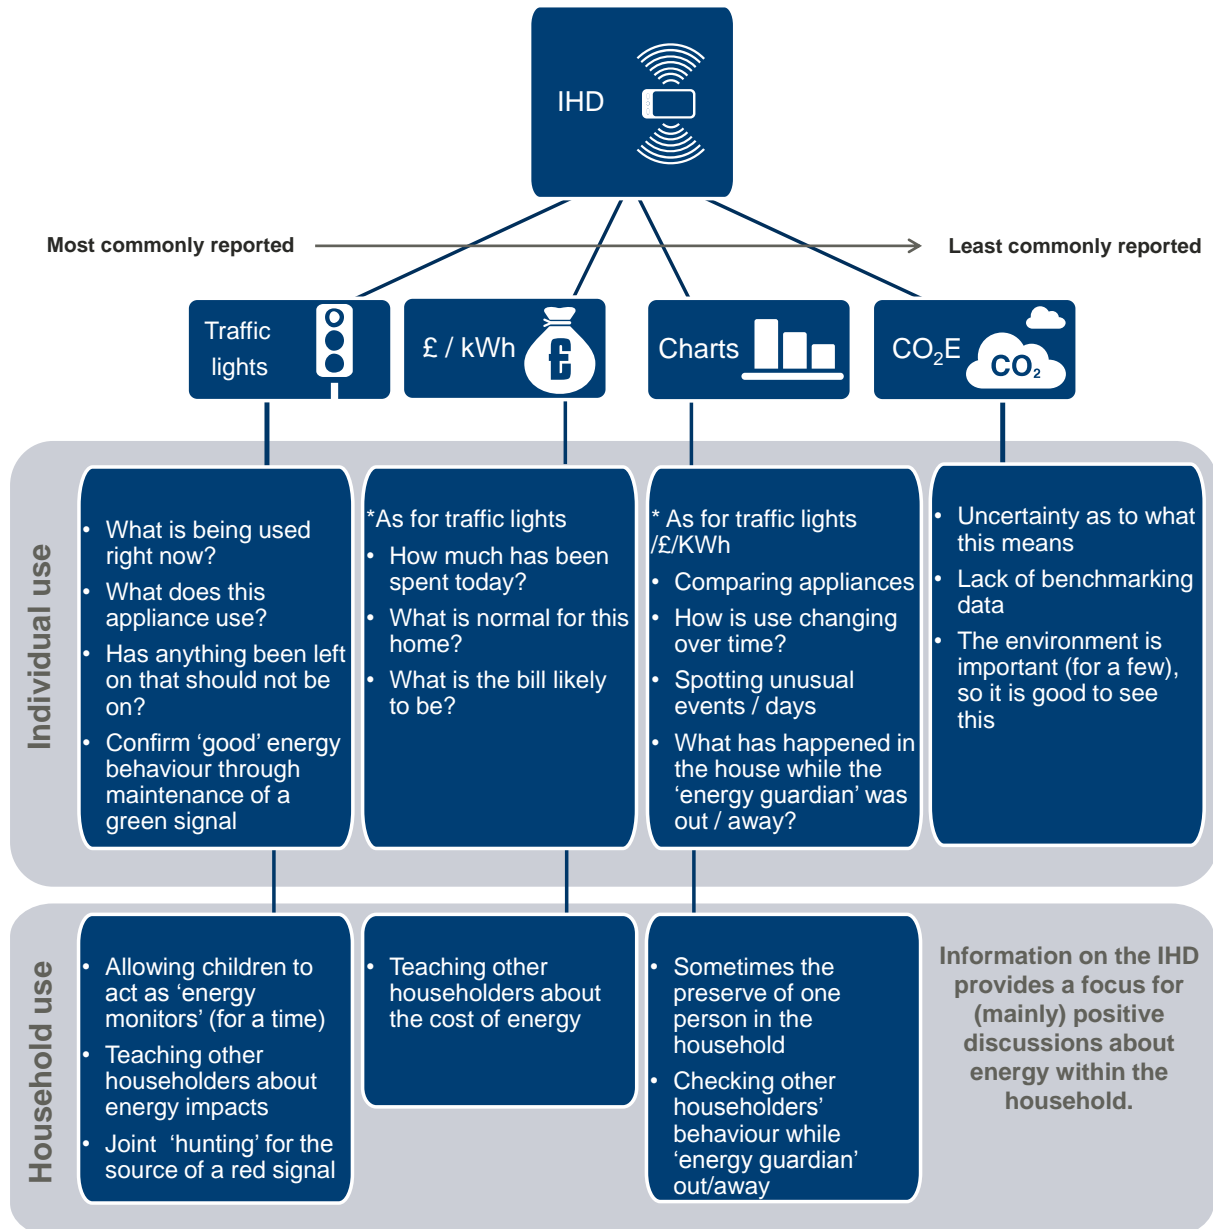 IHD
Most commonly reported
Least commonly reported
Traffic
lights
£ / kWh
£
Charts
CO₂E
CO₂
Individual use
• What is being used
right now?
• What does this
appliance use?
• Has anything been left
on that should not be
on?
• Confirm ‘good’ energy
behaviour through
maintenance of a
green signal
*As for traffic lights
• How much has been
spent today?
• What is normal for this
home?
• What is the bill likely
to be?
* As for traffic lights
/£/KWh
• Comparing appliances
• How is use changing
over time?
• Spotting unusual
events / days
• What has happened in
the house while the
‘energy guardian’ was
out / away?
• Uncertainty as to what
this means
• Lack of benchmarking
data
• The environment is
important (for a few),
so it is good to see
this
Household use
• Allowing children to
act as ‘energy
monitors’ (for a time)
• Teaching other
householders about
energy impacts
• Joint ‘hunting’ for the
source of a red signal
• Teaching other
householders about
the cost of energy
• Sometimes the
preserve of one
person in the
household
• Checking other
householders’
behaviour while
‘energy guardian’
out/away
Information on the IHD
provides a focus for
(mainly) positive
discussions about
energy within the
household.